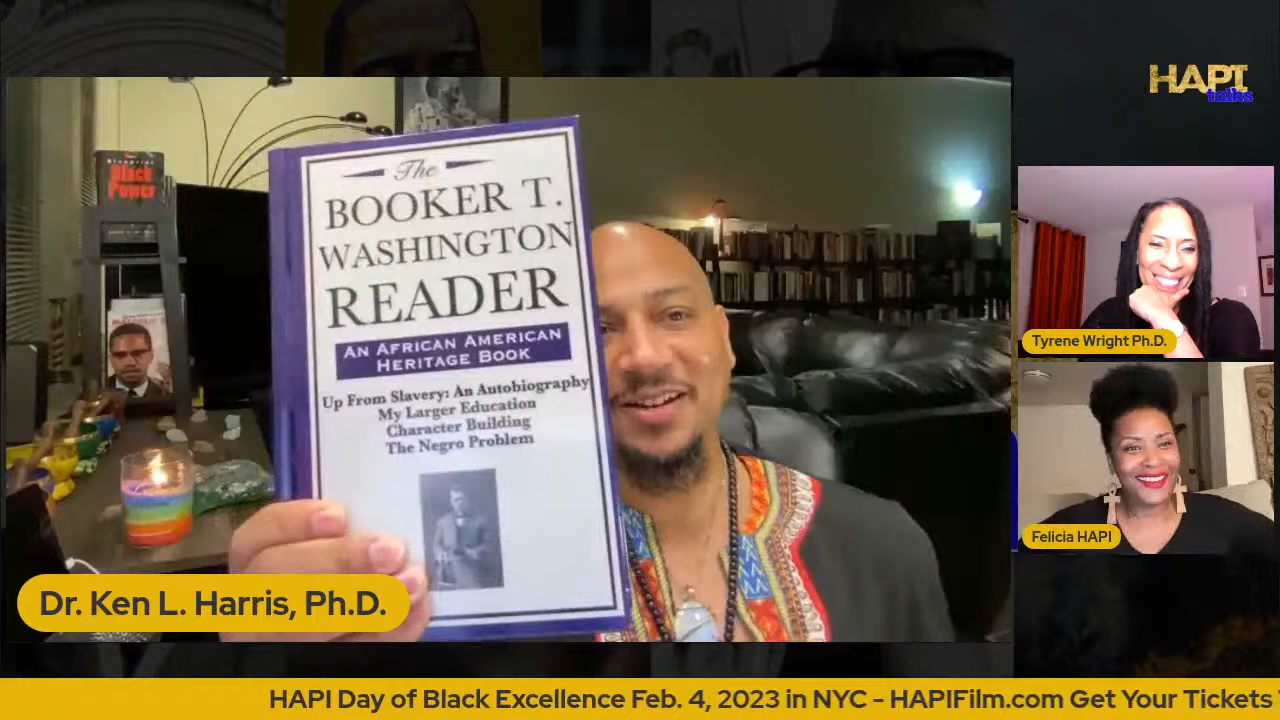 HAPI
talks
Blueprint
Black
Power
The
BOOKER T.
WASHINGTON
READER
AN AFRICAN AMERICAN
HERITAGE BOOK
Up From Slavery: An Autobiography
My Larger Education
Character Building
The Negro Problem
Tyrene Wright Ph.D.
Felicia HAPI
Dr. Ken L. Harris, Ph.D.
HAPI Day of Black Excellence Feb. 4, 2023 in NYC - HAPIFilm.com Get Your Tickets